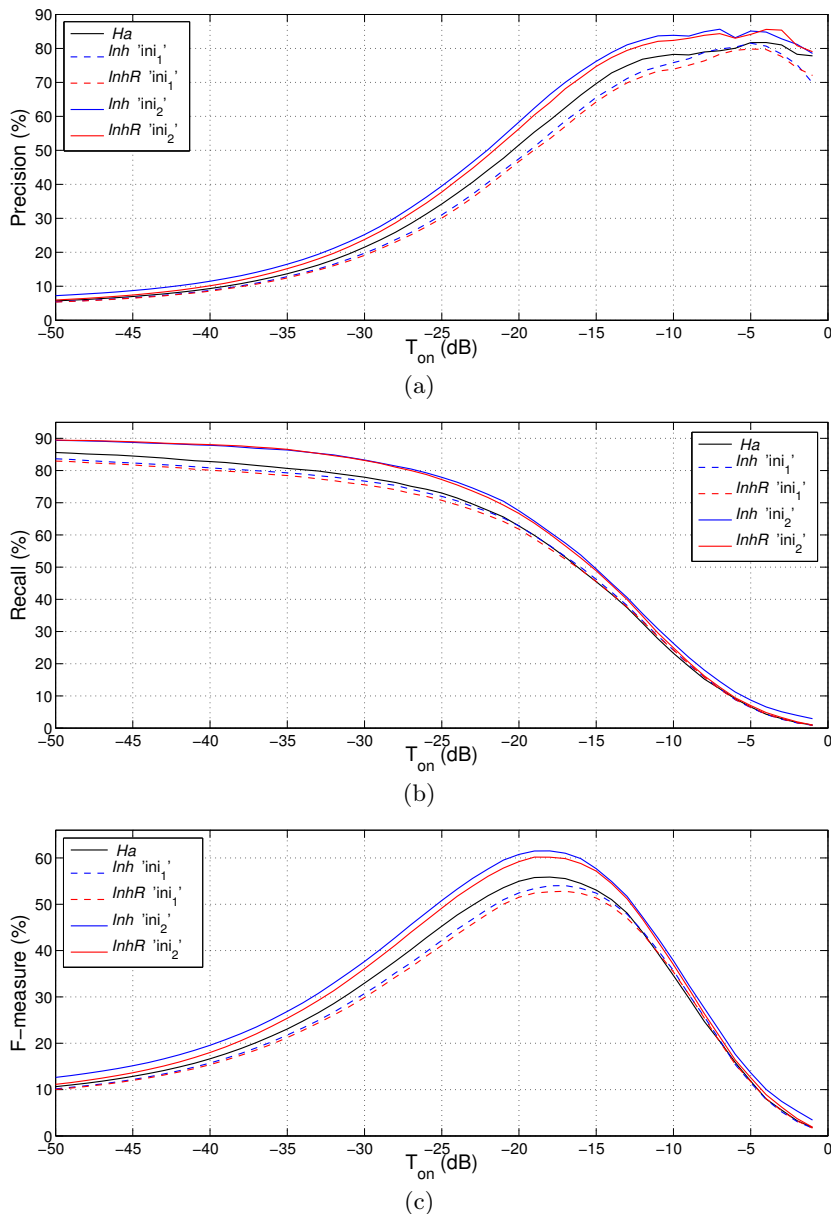 90
80
70
60
50
40
30
20
10
0
Precision (%)
Ha
Inh 'ini₁'
InhR 'ini₁'
Inh 'ini₂'
InhR 'ini₂'
−50 −45 −40 −35 −30 −25 −20 −15 −10 −5 0
T_on (dB)
(a)
90
80
70
60
50
40
30
20
10
0
Recall (%)
Ha
Inh 'ini₁'
InhR 'ini₁'
Inh 'ini₂'
InhR 'ini₂'
−50 −45 −40 −35 −30 −25 −20 −15 −10 −5 0
T_on (dB)
(b)
60
50
40
30
20
10
0
F−measure (%)
Ha
Inh 'ini₁'
InhR 'ini₁'
Inh 'ini₂'
InhR 'ini₂'
−50 −45 −40 −35 −30 −25 −20 −15 −10 −5 0
T_on (dB)
(c)